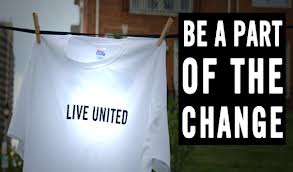 LIVE UNITED
BE A PART
OF THE
CHANGE